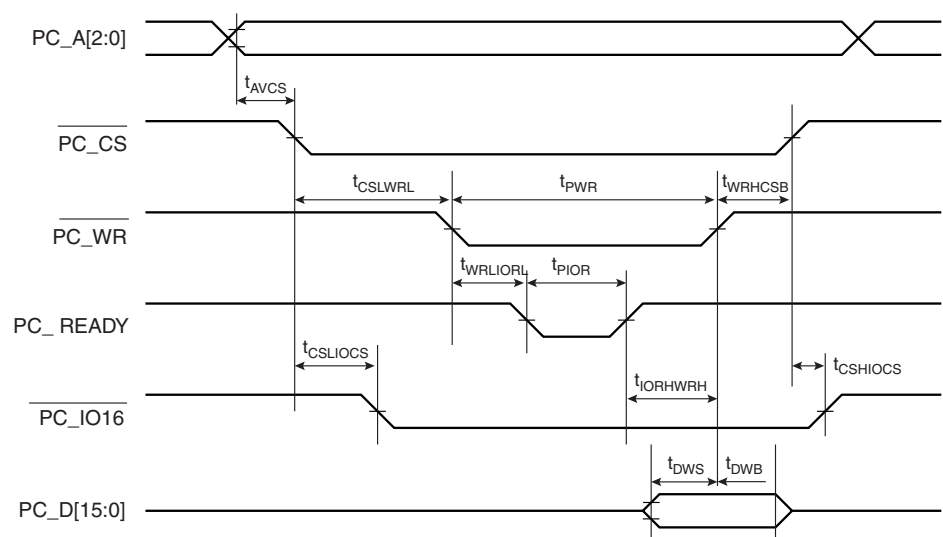 PC_A[2:0]
tAVCS
PC_CS
tCSLWRL
tPWR
tWRHCSB
PC_WR
tWRLIORL
tPIOR
PC_ READY
tCSLIOCS
tCSHIOCS
tIORHWRH
PC_IO16
tDWS
tDWB
PC_D[15:0]